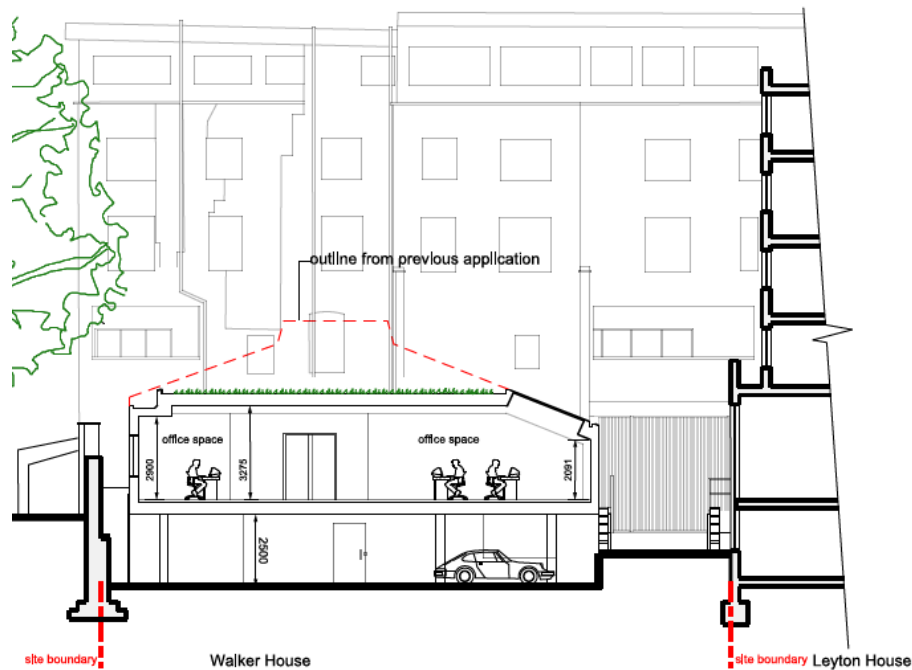 outline from previous application
office space
office space
2900
3275
2091
2500
site boundary
Walker House
site boundary
Leyton House